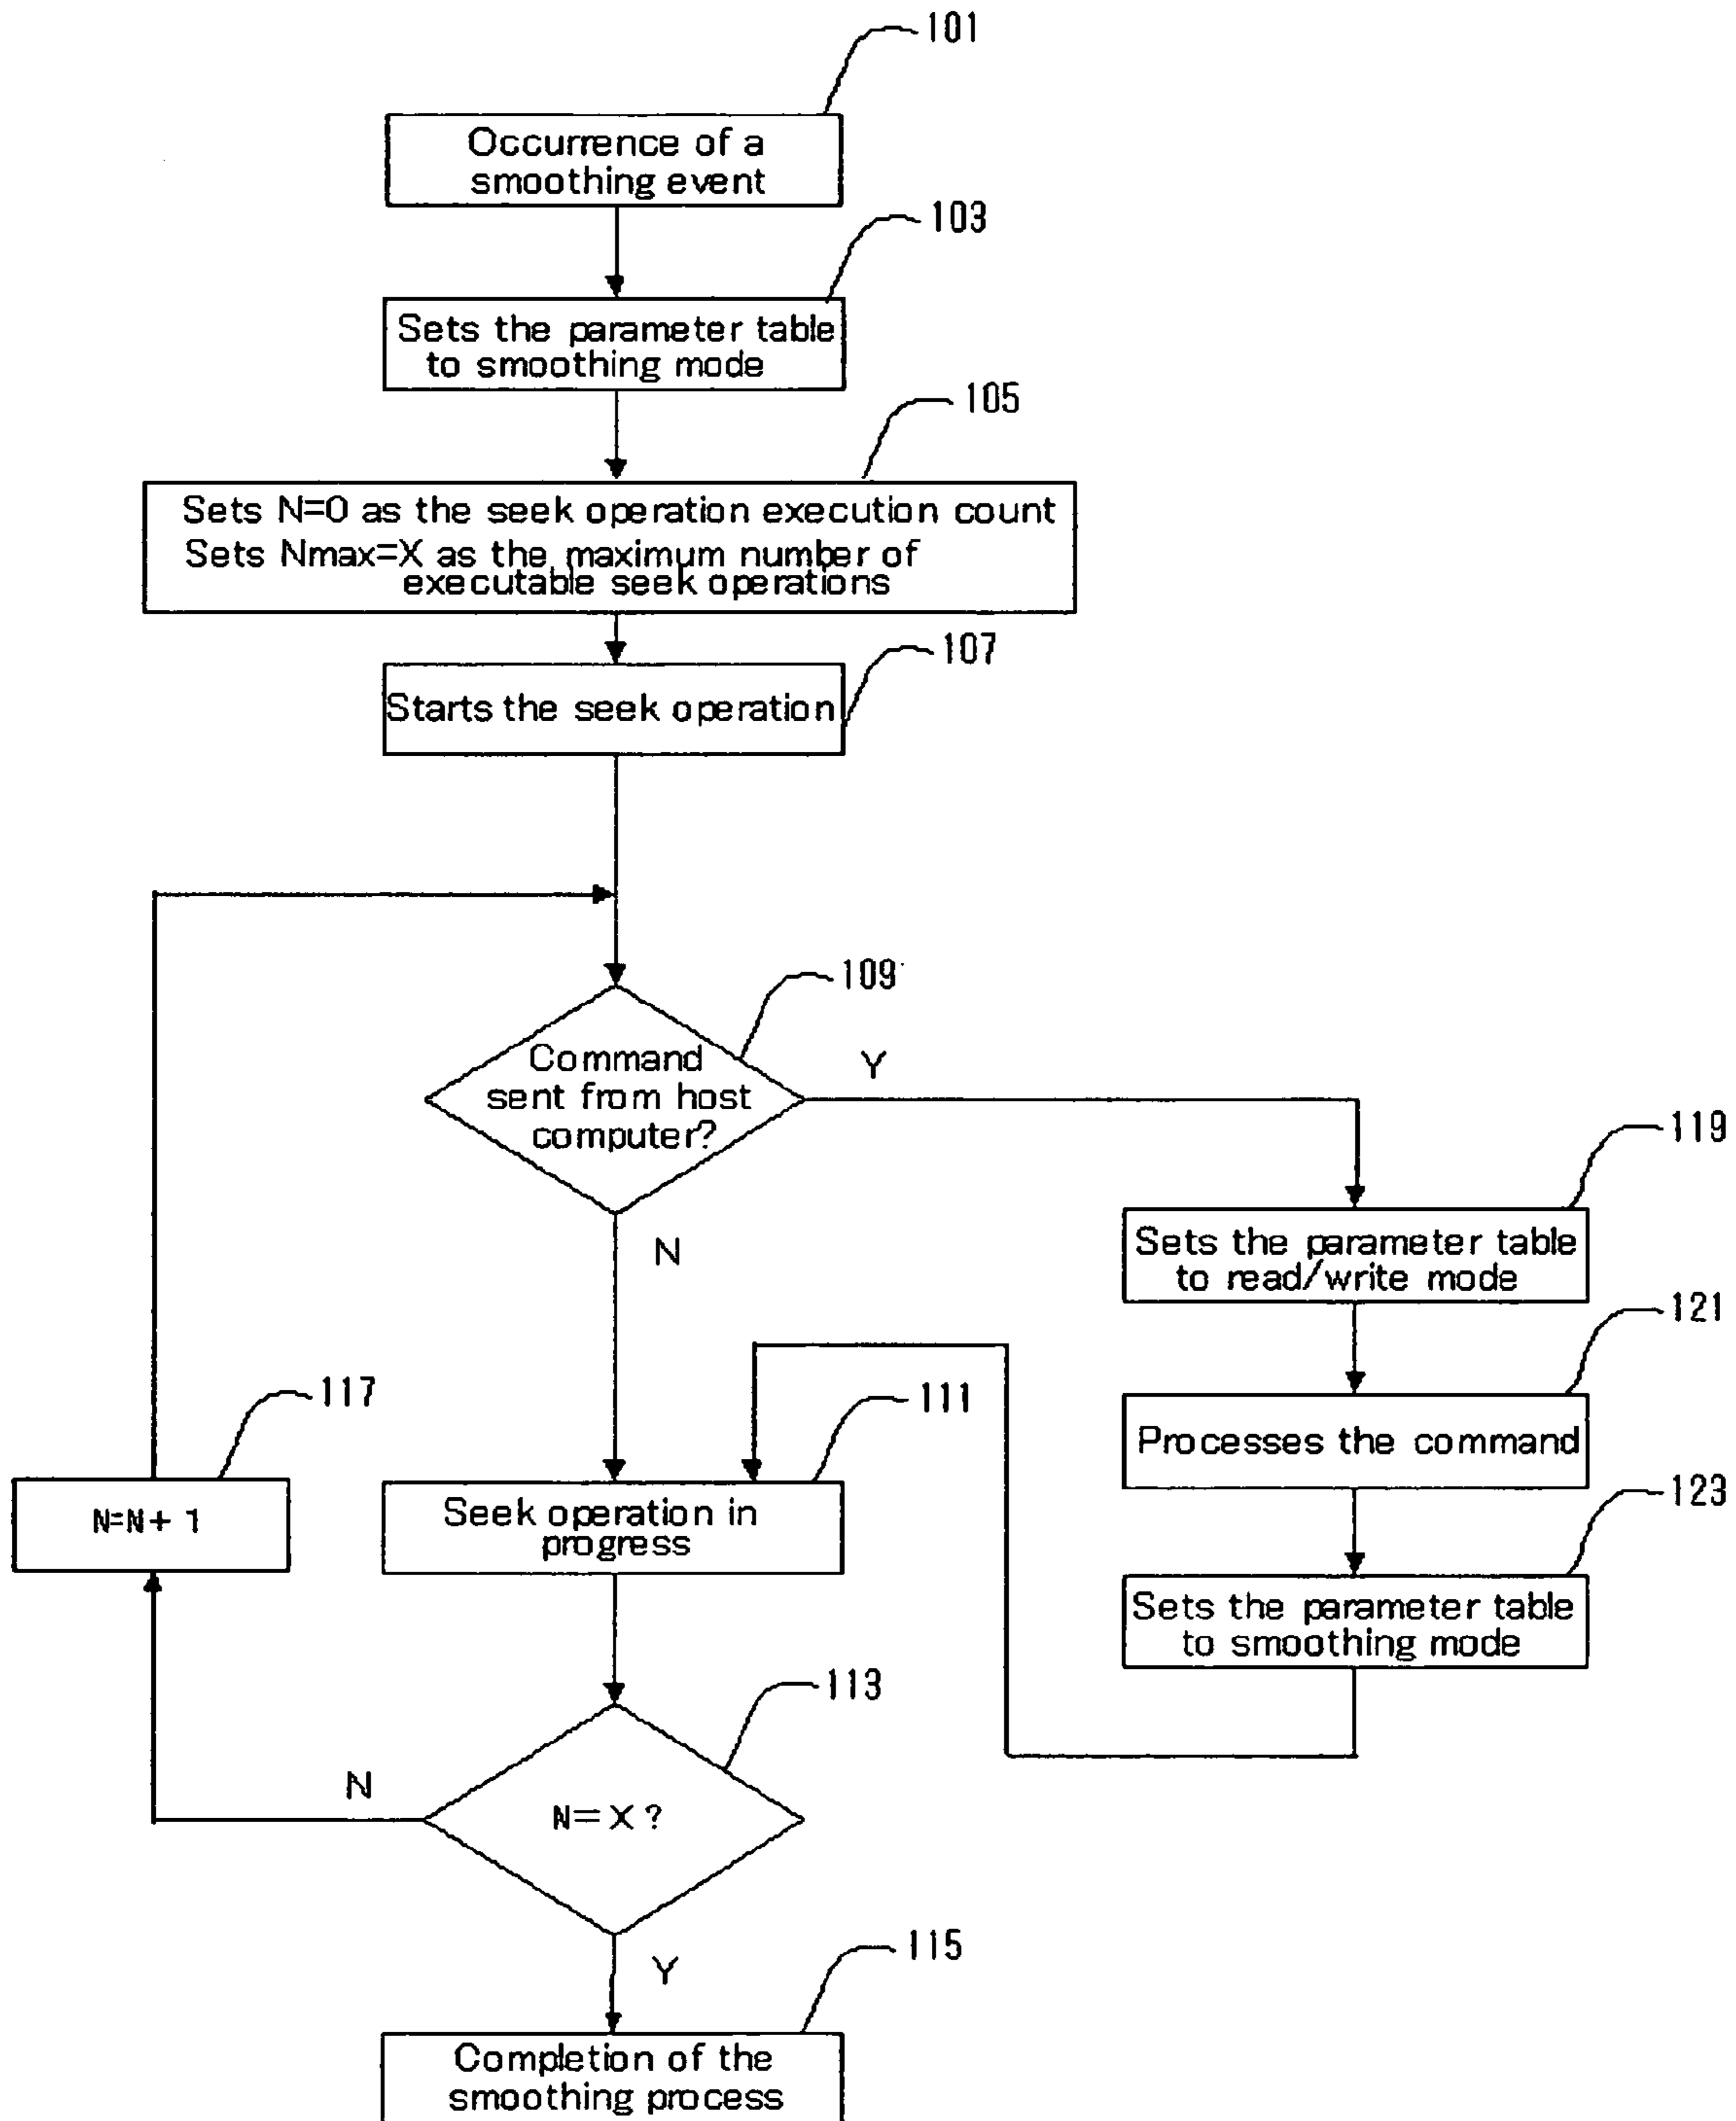 101
Occurrence of a
smoothing event
103
Sets the parameter table
to smoothing mode
105
Sets N=0 as the seek operation execution count
Sets Nmax=X as the maximum number of
executable seek operations
107
Starts the seek operation
109
Command
sent from host
computer?
Y
N
119
Sets the parameter table
to read/write mode
121
Processes the command
123
Sets the parameter table
to smoothing mode
117
N=N+1
111
Seek operation in
progress
113
N=X?
N
Y
115
Completion of the
smoothing process